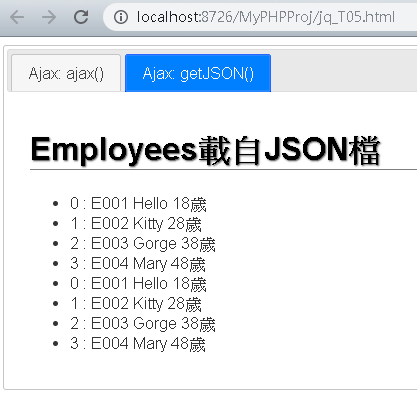 localhost:8726/MyPHPProj/jq_T05.html
Ajax: ajax() Ajax: getJSON()
Employees載自JSON檔
0 : E001 Hello 18歲
1 : E002 Kitty 28歲
2 : E003 Gorge 38歲
3 : E004 Mary 48歲
0 : E001 Hello 18歲
1 : E002 Kitty 28歲
2 : E003 Gorge 38歲
3 : E004 Mary 48歲